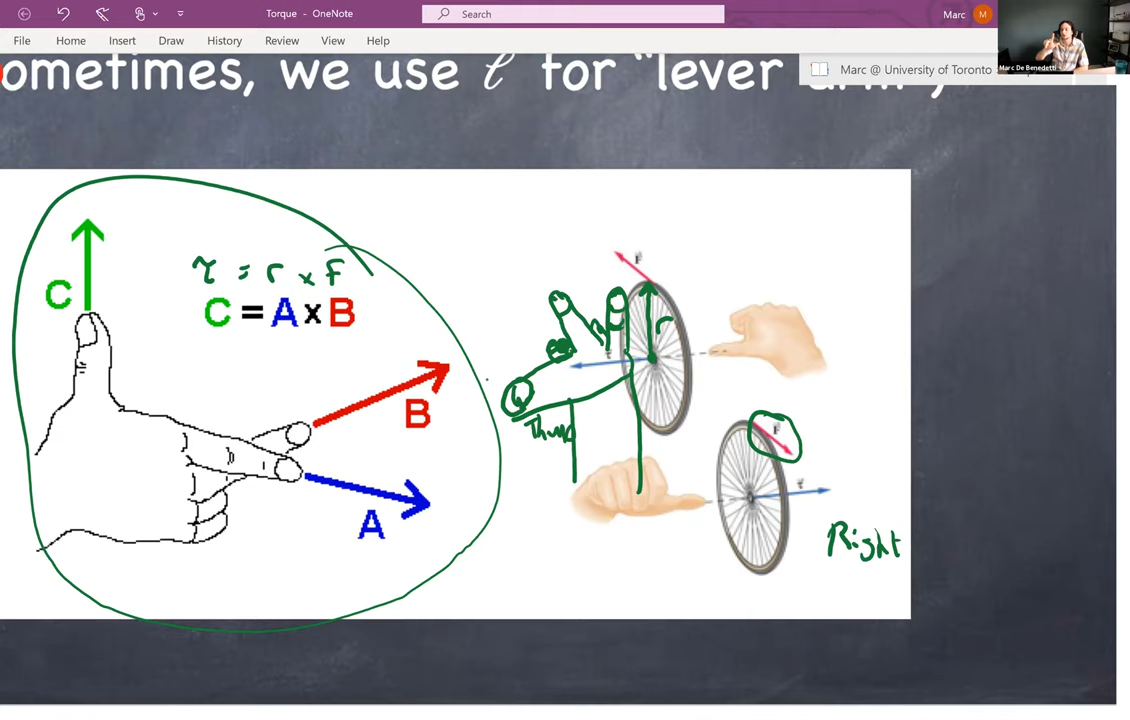 Torque - OneNote
Search
Marc
M
File Home Insert Draw History Review View Help
Marc @ University of Toronto
Marc De Benedetti
ometimes, we use ℓ for "lever
τ = r × F
C = A × B
C
B
A
F
r
τ
Thumb
F
τ
Right